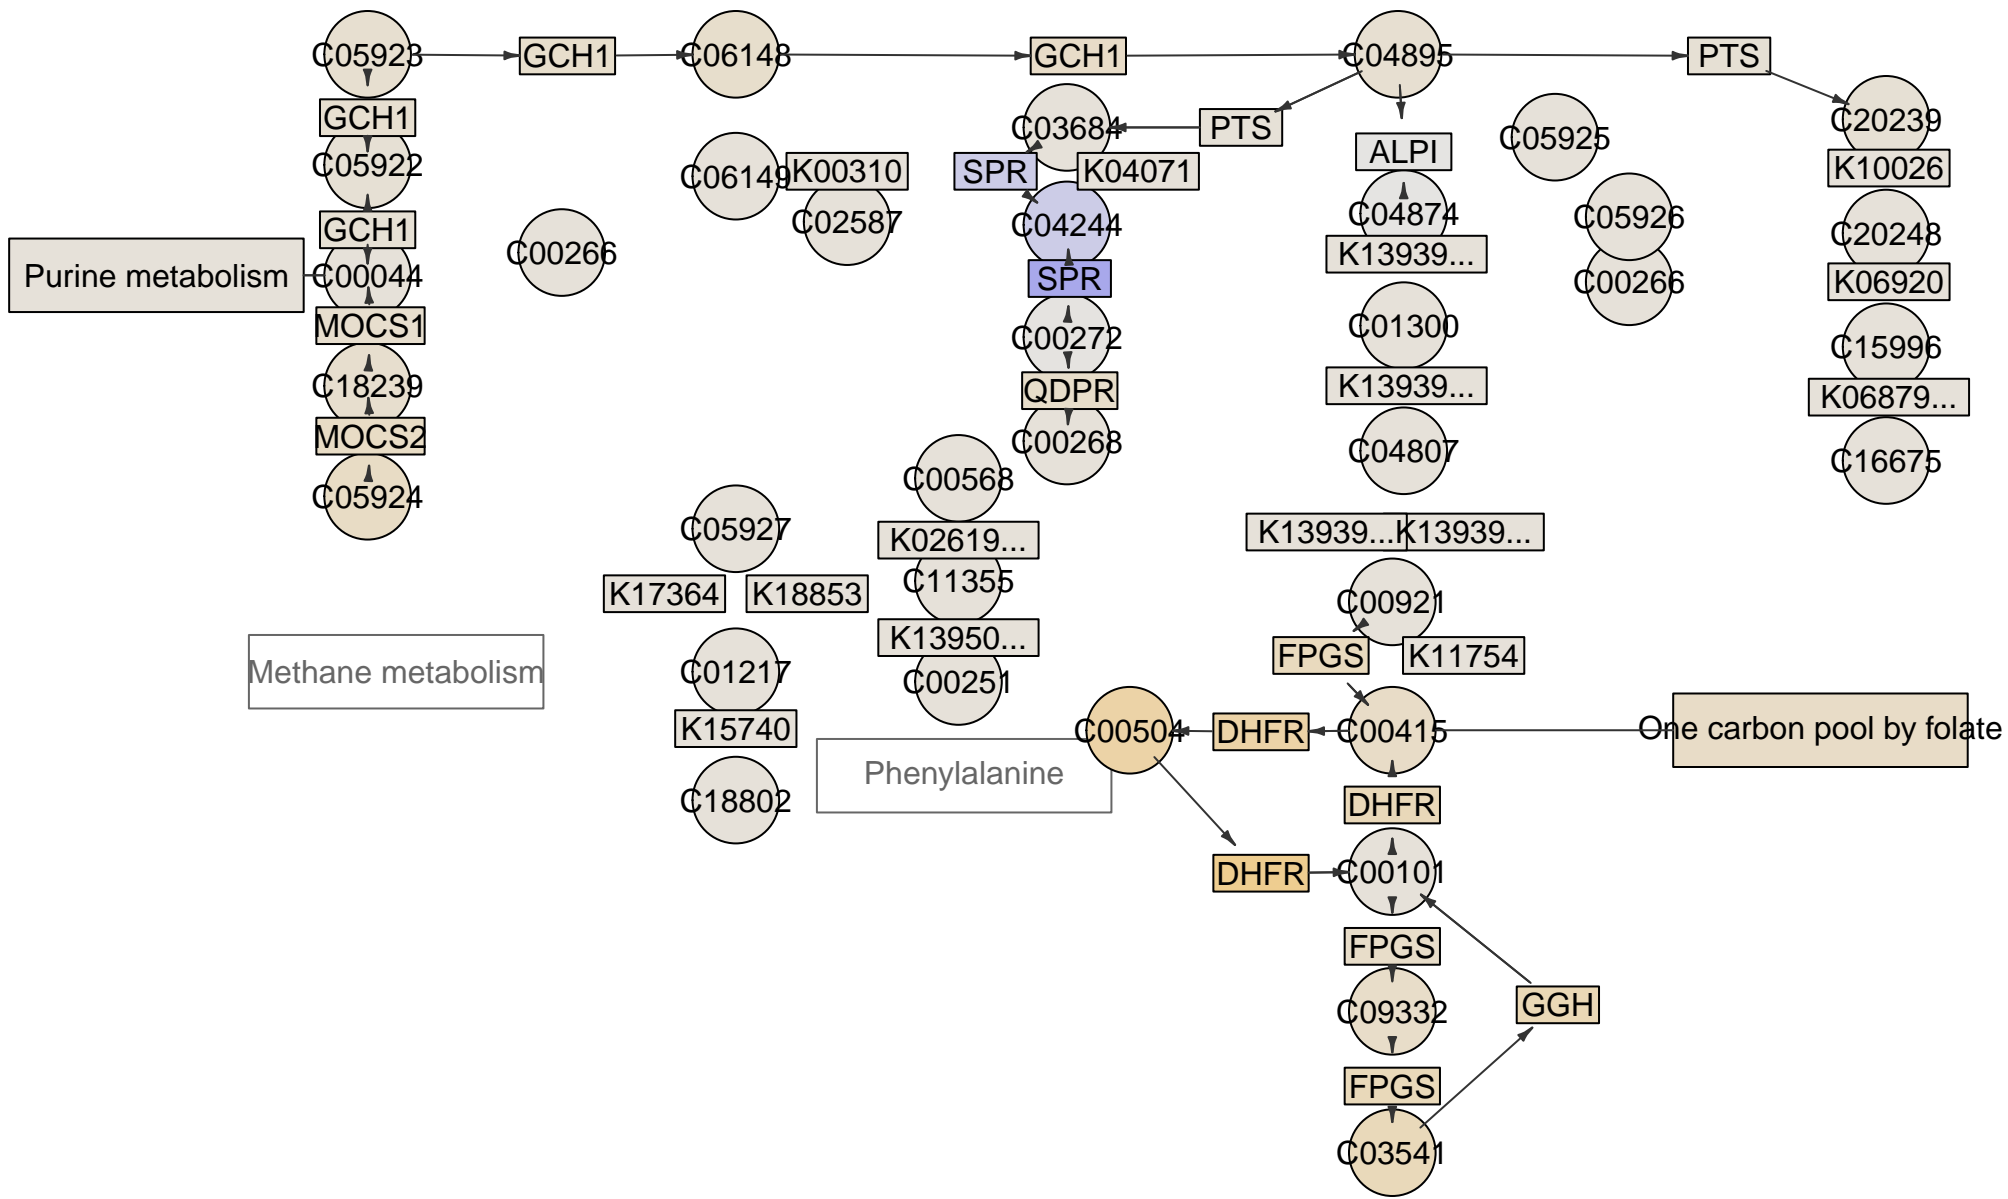 C05923
GCH1
C06148
GCH1
C04895
PTS
GCH1
C03684
PTS
C20239
C05922
C06149
K00310
SPR
K04071
ALPI
C05925
K10026
GCH1
C00266
C02587
C04244
C04874
C05926
C20248
Purine metabolism
C00044
SPR
K13939...
C00266
K06920
MOCS1
C00272
C01300
C15996
C18239
QDPR
K13939...
K06879...
MOCS2
C00268
C04807
C16675
C05924
C00568
C05927
K02619...
K13939...
K13939...
K17364
K18853
C11355
C00921
Methane metabolism
C01217
K13950...
C00251
FPGS
K11754
K15740
C00504
DHFR
C00415
One carbon pool by folate
Phenylalanine
C18802
DHFR
DHFR
C00101
FPGS
C09332
GGH
FPGS
C03541